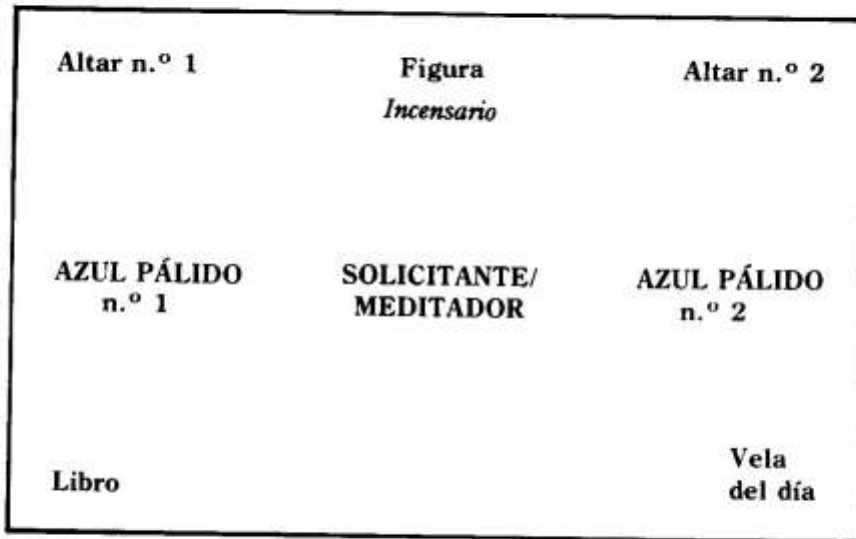 Altar n.º 1
Figura
Altar n.º 2
Incensario
AZUL PÁLIDO
n.º 1
SOLICITANTE/
MEDITADOR
AZUL PÁLIDO
n.º 2
Libro
Vela
del día